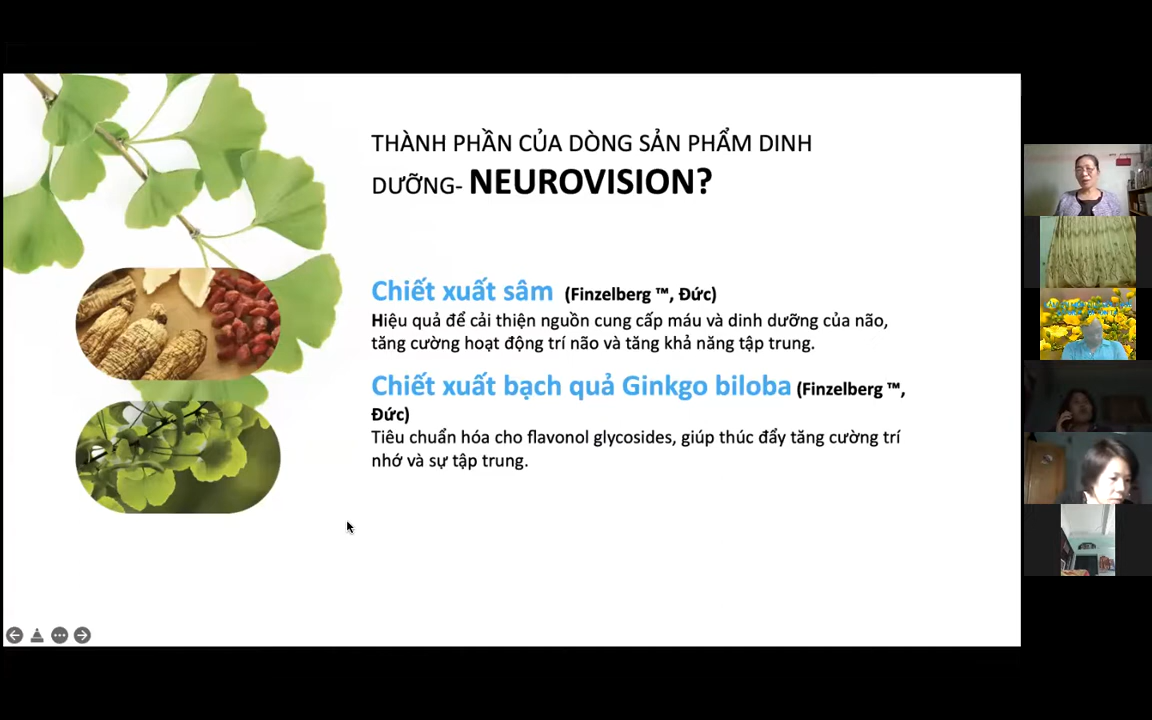 THÀNH PHẦN CỦA DÒNG SẢN PHẨM DINH
DƯỠNG- NEUROVISION?
Chiết xuất sâm (Finzelberg ™, Đức)
Hiệu quả để cải thiện nguồn cung cấp máu và dinh dưỡng của não,
tăng cường hoạt động trí não và tăng khả năng tập trung.
Chiết xuất bạch quả Ginkgo biloba (Finzelberg ™,
Đức)
Tiêu chuẩn hóa cho flavonol glycosides, giúp thúc đẩy tăng cường trí
nhớ và sự tập trung.